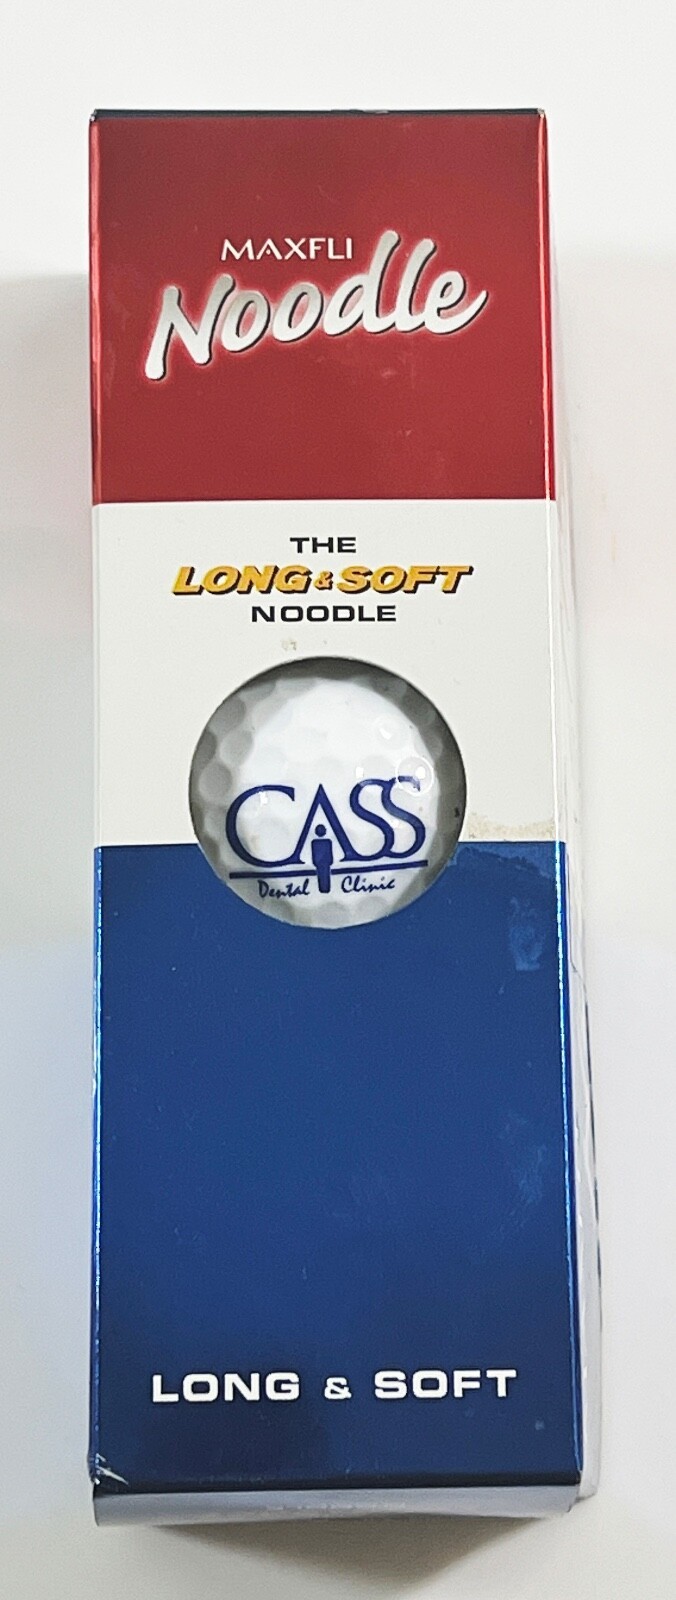 MAXFLI
Noodle
THE
LONG & SOFT
NOODLE
CASS
Dental Clinic
LONG & SOFT